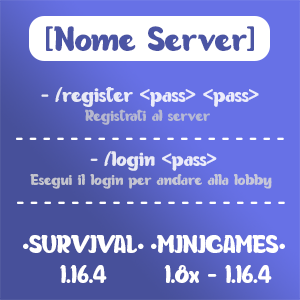 [Nome Server]
- /register <pass> <pass>
Registrati al server
- /login <pass>
Esegui il login per andare alla lobby
•SURVIVAL• •MINIGAMES•
1.16.4 1.8x - 1.16.4